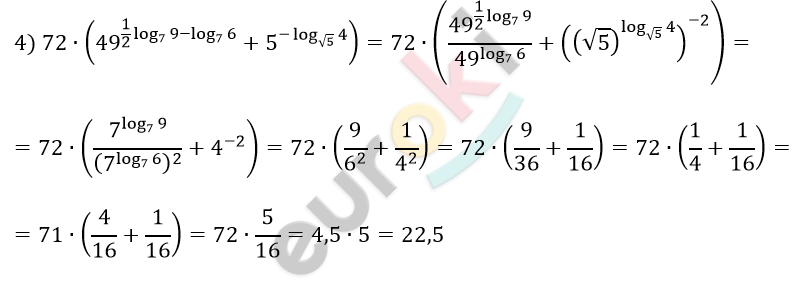 4) 72 · (49^(1/2 log₇ 9−log₇ 6) + 5^(−log_√5 4)) = 72 · (49^(1/2 log₇ 9)/49^(log₇ 6) + ((√5)^(log_√5 4))^(−2)) =
= 72 · (7^(log₇ 9)/(7^(log₇ 6))² + 4⁻²) = 72 · (9/6² + 1/4²) = 72 · (9/36 + 1/16) = 72 · (1/4 + 1/16) =
= 71 · (4/16 + 1/16) = 72 · 5/16 = 4,5 · 5 = 22,5
euroki